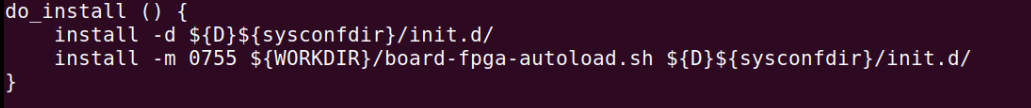 do_install () {
    install -d ${D}${sysconfdir}/init.d/
    install -m 0755 ${WORKDIR}/board-fpga-autoload.sh ${D}${sysconfdir}/init.d/
}